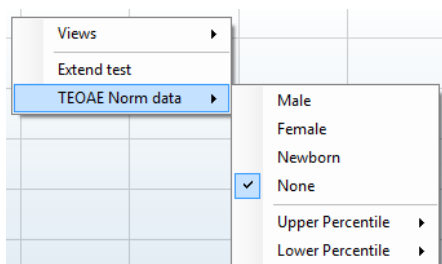 Views
Extend test
TEOAE Norm data
Male
Female
Newborn
None
Upper Percentile
Lower Percentile